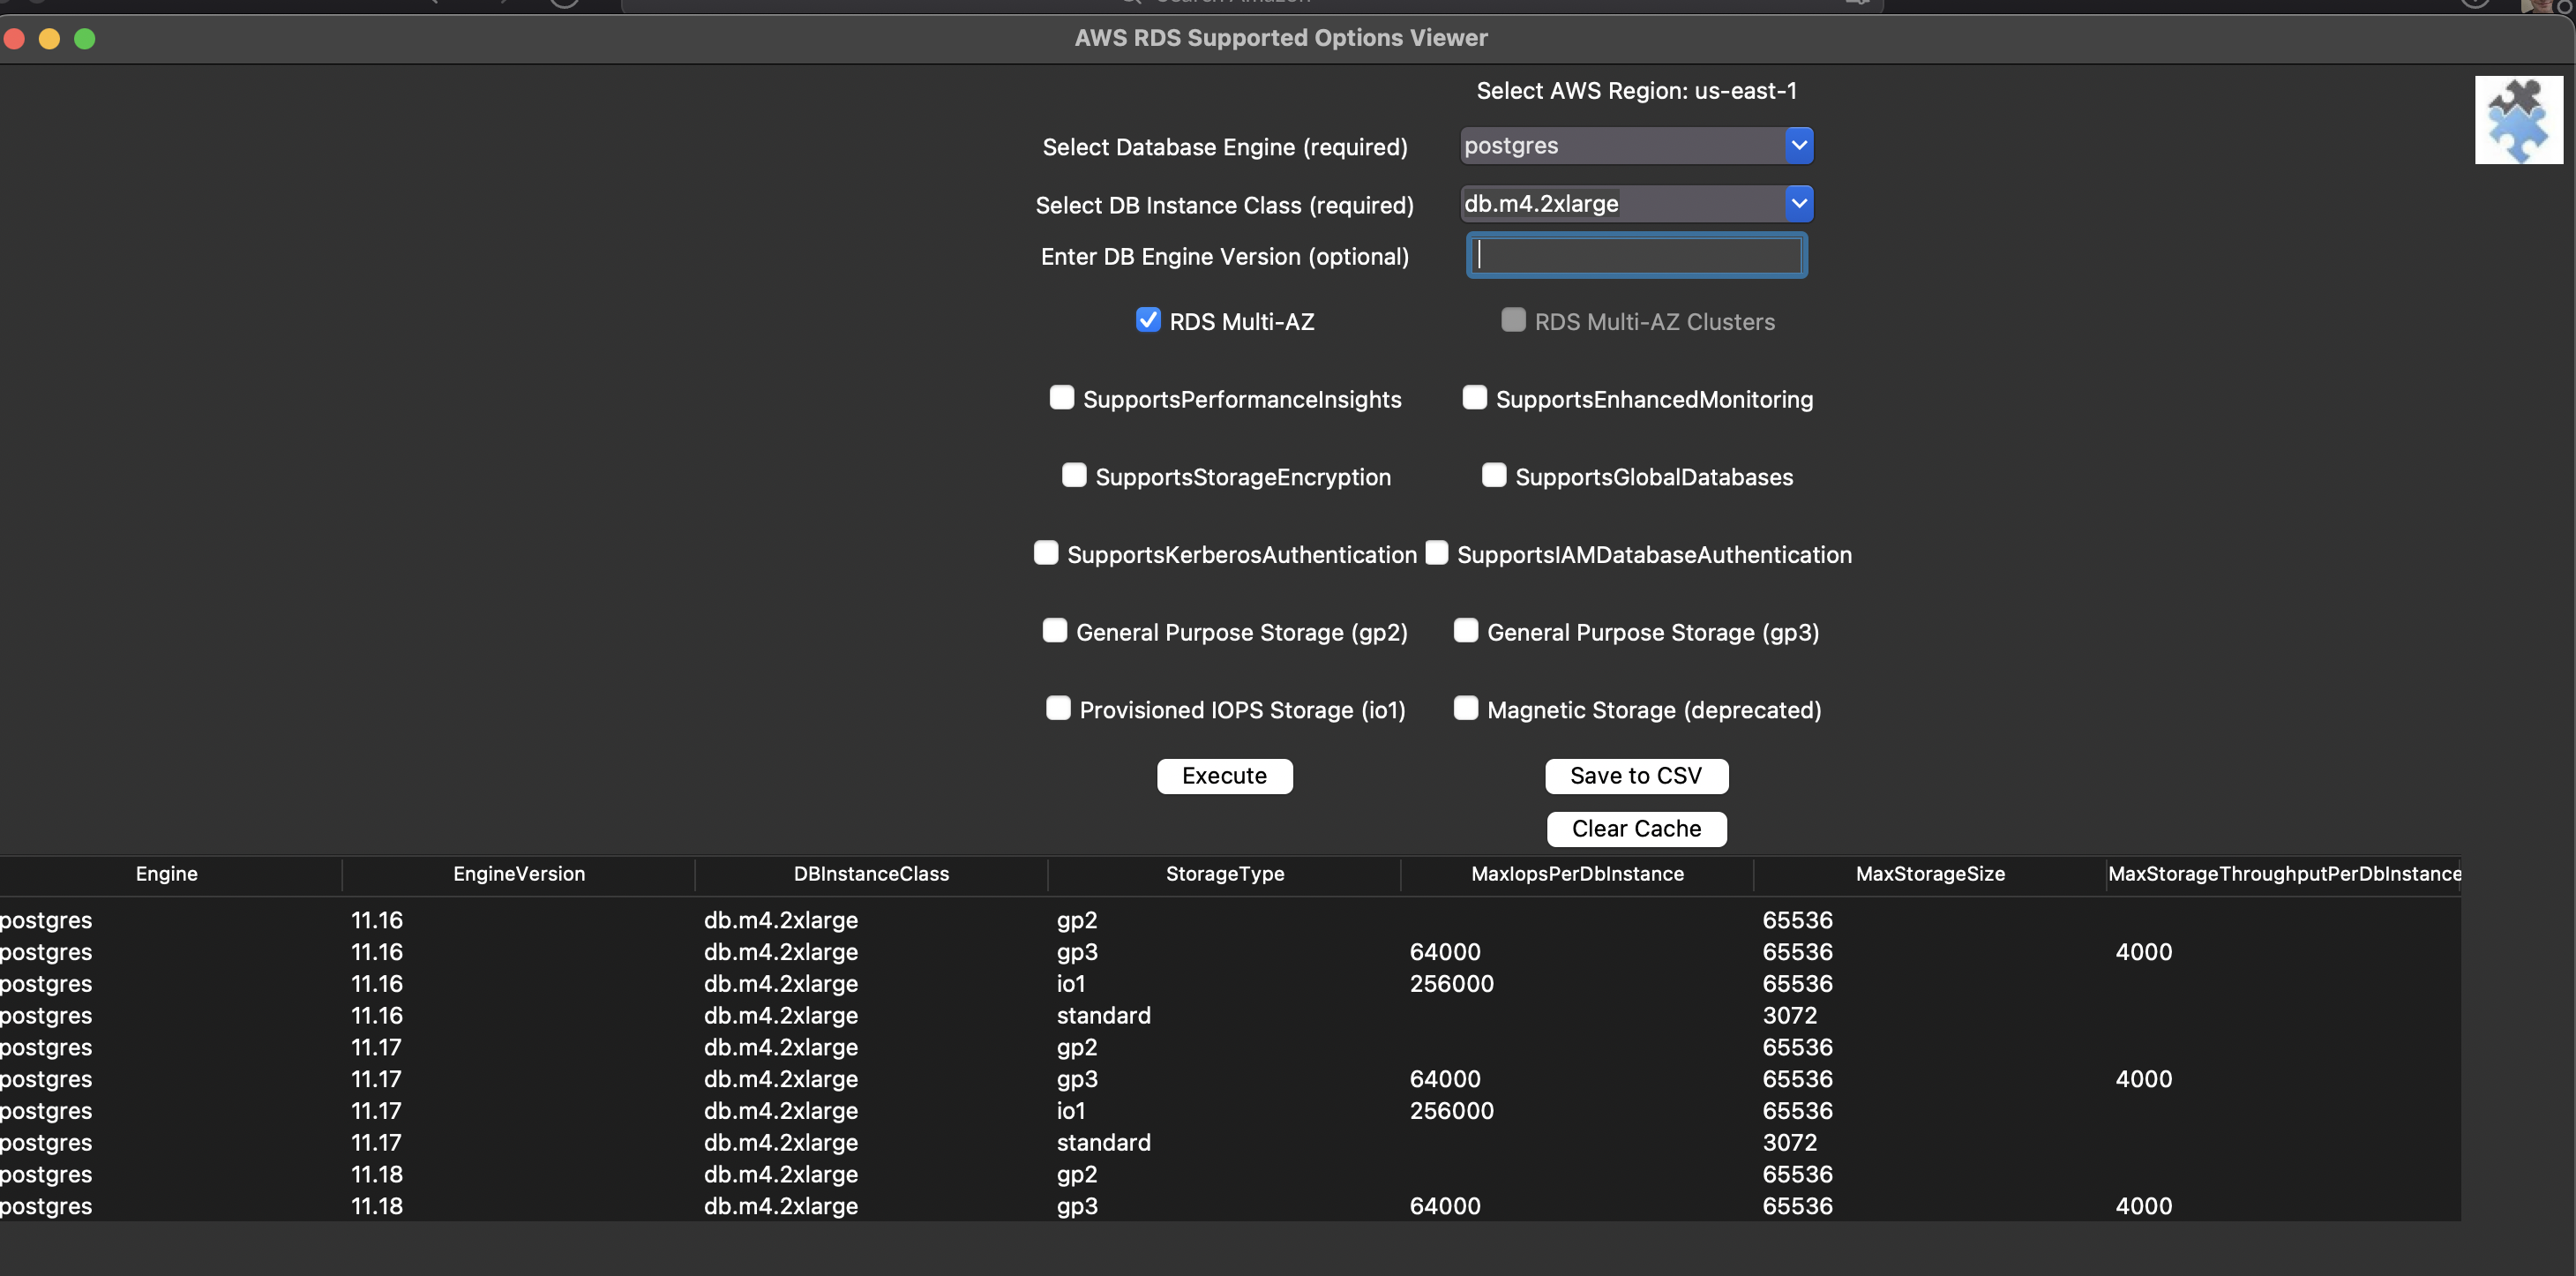 AWS RDS Supported Options Viewer
Select AWS Region: us-east-1
Select Database Engine (required) postgres
Select DB Instance Class (required) db.m4.2xlarge
Enter DB Engine Version (optional)
RDS Multi-AZ RDS Multi-AZ Clusters
SupportsPerformanceInsights SupportsEnhancedMonitoring
SupportsStorageEncryption SupportsGlobalDatabases
SupportsKerberosAuthentication SupportsIAMDatabaseAuthentication
General Purpose Storage (gp2) General Purpose Storage (gp3)
Provisioned IOPS Storage (io1) Magnetic Storage (deprecated)
Execute Save to CSV
Clear Cache
Engine EngineVersion DBInstanceClass StorageType MaxIopsPerDbInstance MaxStorageSize MaxStorageThroughputPerDbInstance
postgres 11.16 db.m4.2xlarge gp2 65536
postgres 11.16 db.m4.2xlarge gp3 64000 65536 4000
postgres 11.16 db.m4.2xlarge io1 256000 65536
postgres 11.16 db.m4.2xlarge standard 3072
postgres 11.17 db.m4.2xlarge gp2 65536
postgres 11.17 db.m4.2xlarge gp3 64000 65536 4000
postgres 11.17 db.m4.2xlarge io1 256000 65536
postgres 11.17 db.m4.2xlarge standard 3072
postgres 11.18 db.m4.2xlarge gp2 65536
postgres 11.18 db.m4.2xlarge gp3 64000 65536 4000